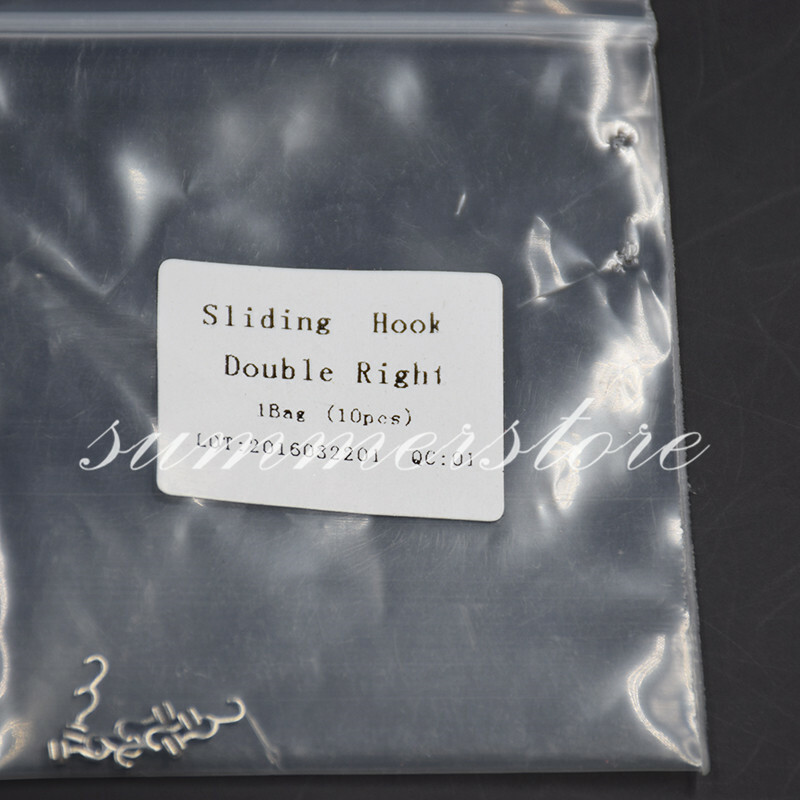 Sliding Hook
Double Right
1Bag (10pcs)
LOT:2016032201 QC:01
summerstore